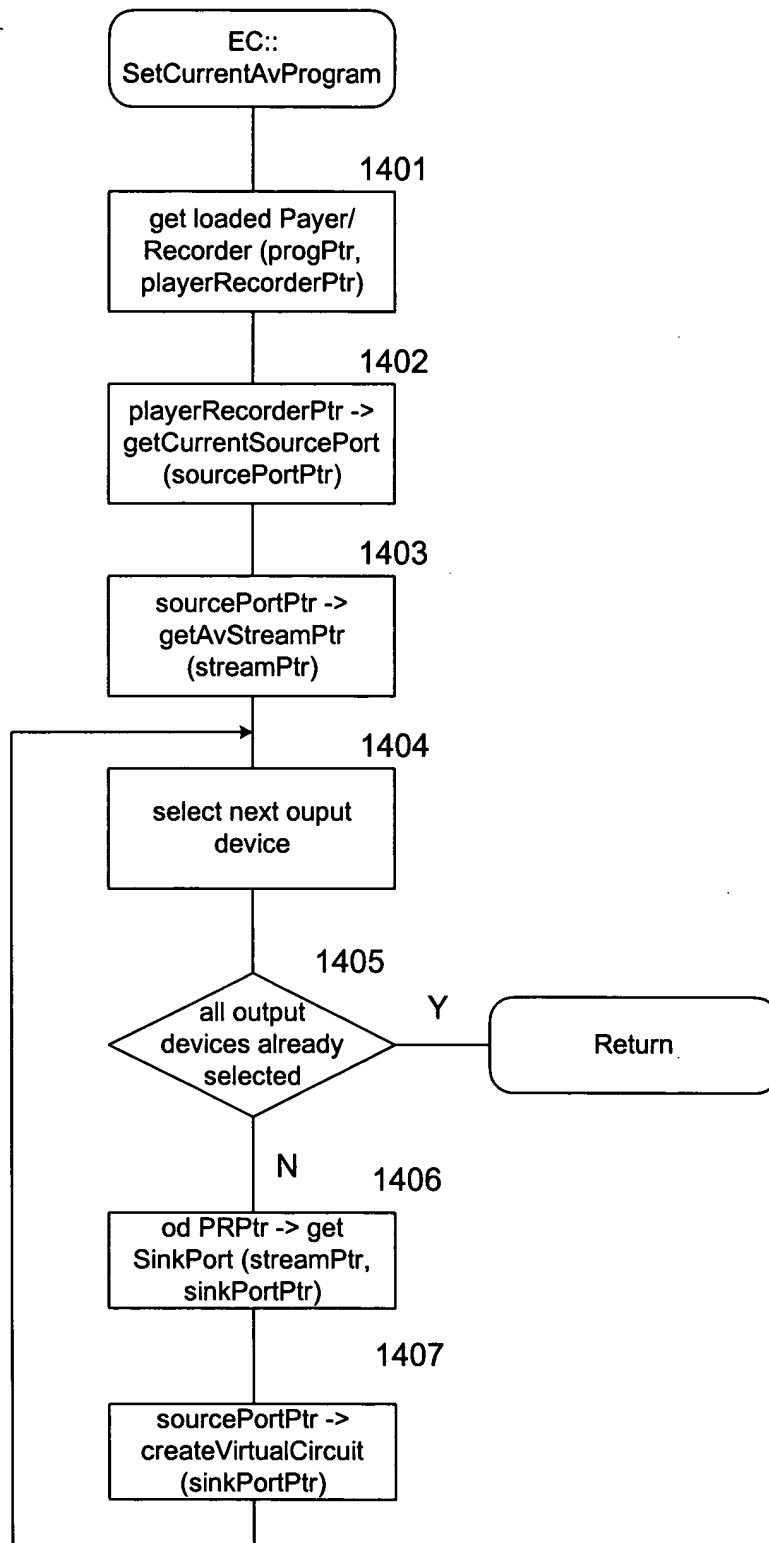 EC::
SetCurrentAvProgram
1401
get loaded Payer/
Recorder (progPtr,
playerRecorderPtr)
1402
playerRecorderPtr ->
getCurrentSourcePort
(sourcePortPtr)
1403
sourcePortPtr ->
getAvStreamPtr
(streamPtr)
1404
select next ouput
device
1405
all output
devices already
selected
Y
Return
N
1406
od PRPtr -> get
SinkPort (streamPtr,
sinkPortPtr)
1407
sourcePortPtr ->
createVirtualCircuit
(sinkPortPtr)